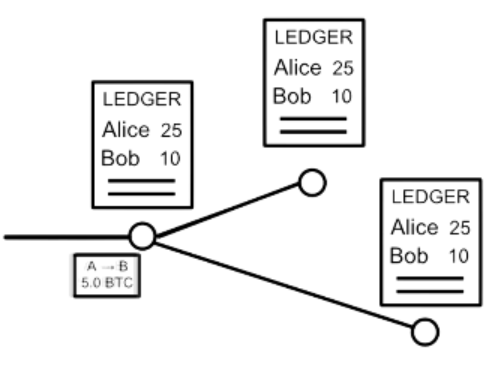 LEDGER
Alice 25
Bob 10
LEDGER
Alice 25
Bob 10
LEDGER
Alice 25
Bob 10
A → B
5.0 BTC